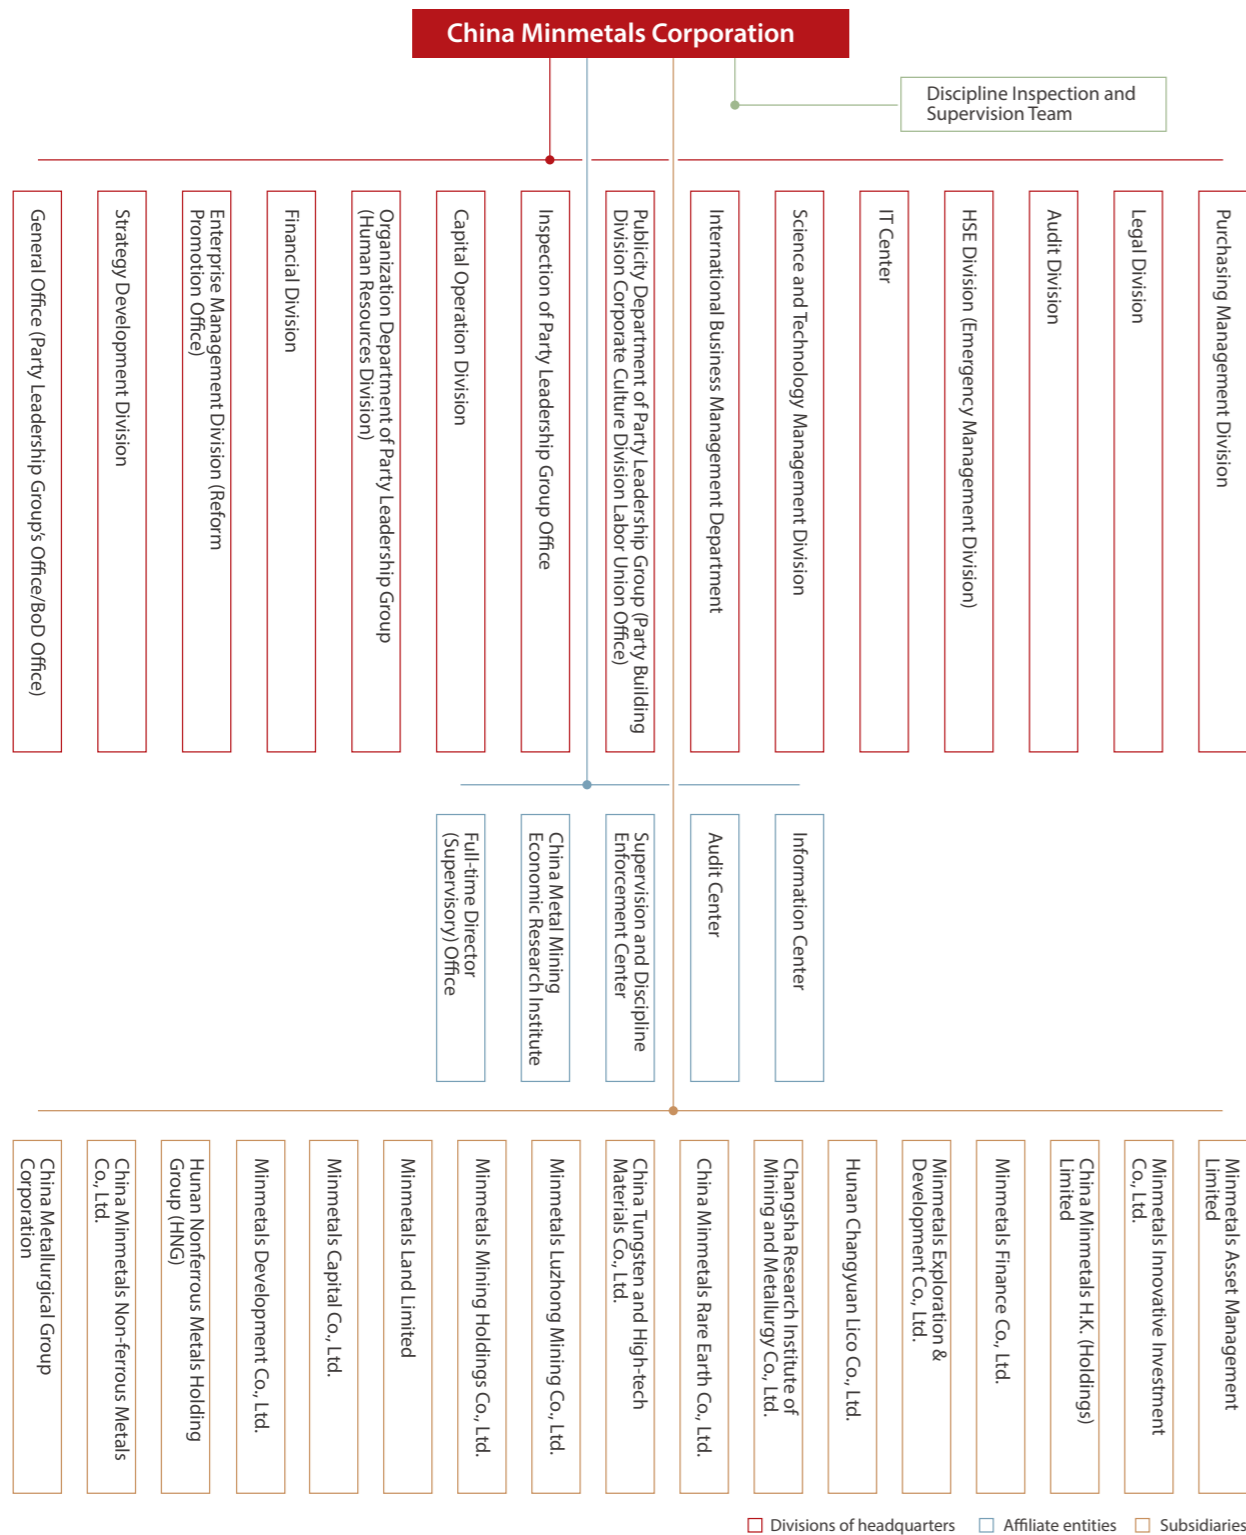 China Minmetals Corporation
Discipline Inspection and
Supervision Team
General Office (Party Leadership Group's Office/BoD Office)
Strategy Development Division
Enterprise Management Division (Reform
Promotion Office)
Financial Division
Organization Department of Party Leadership Group
(Human Resources Division)
Capital Operation Division
Inspection of Party Leadership Group Office
Publicity Department of Party Leadership Group (Party Building
Division Corporate Culture Division Labor Union Office)
International Business Management Department
Science and Technology Management Division
IT Center
HSE Division (Emergency Management Division)
Audit Division
Legal Division
Purchasing Management Division
Full-time Director
(Supervisory) Office
China Metal Mining
Economic Research Institute
Supervision and Discipline
Enforcement Center
Audit Center
Information Center
China Metallurgical Group
Corporation
China Minmetals Non-ferrous Metals
Co., Ltd.
Hunan Nonferrous Metals Holding
Group (HNG)
Minmetals Development Co., Ltd.
Minmetals Capital Co., Ltd.
Minmetals Land Limited
Minmetals Mining Holdings Co., Ltd.
Minmetals Luzhong Mining Co., Ltd.
China Tungsten and High-tech
Materials Co., Ltd.
China Minmetals Rare Earth Co., Ltd.
Changsha Research Institute of
Mining and Metallurgy Co., Ltd.
Hunan Changyuan Lico Co., Ltd.
Minmetals Exploration &
Development Co., Ltd.
Minmetals Finance Co., Ltd.
China Minmetals H.K. (Holdings)
Limited
Minmetals Innovative Investment
Co., Ltd.
Minmetals Asset Management
Limited
Divisions of headquarters
Affiliate entities
Subsidiaries